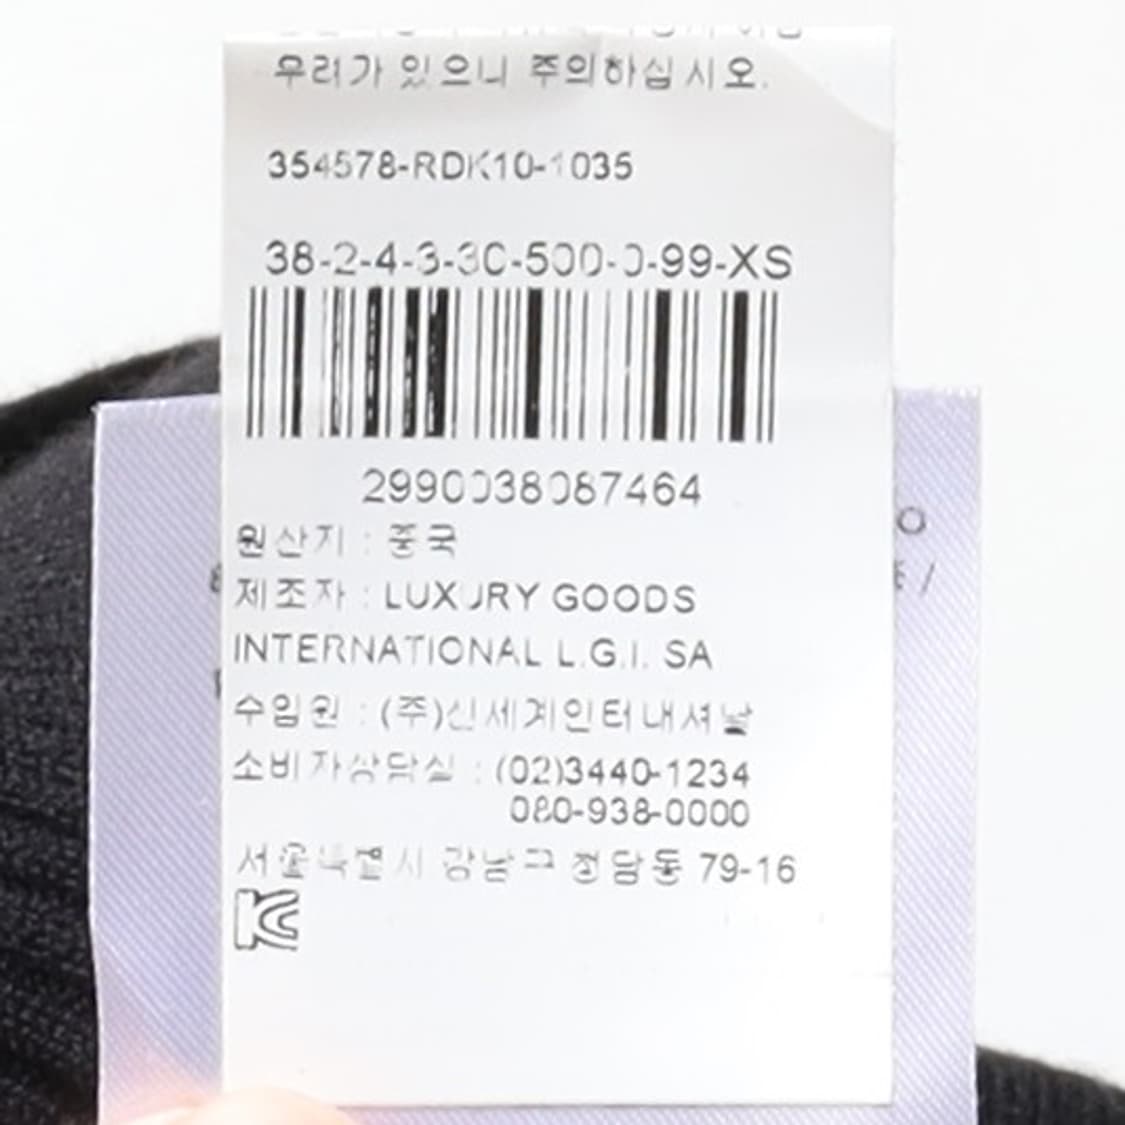 우려가 있으니 주의하십시오.
354578-RDK10-1035
38-2-4-3-30-500-0-99-XS
2990038087464
원산지 : 중국
제조자 : LUXURY GOODS
INTERNATIONAL L.G.I. SA
수입원 : (주)신세계인터내셔날
소비자상담실 : (02)3440-1234
080-938-0000
서울특별시 강남구 청담동 79-16